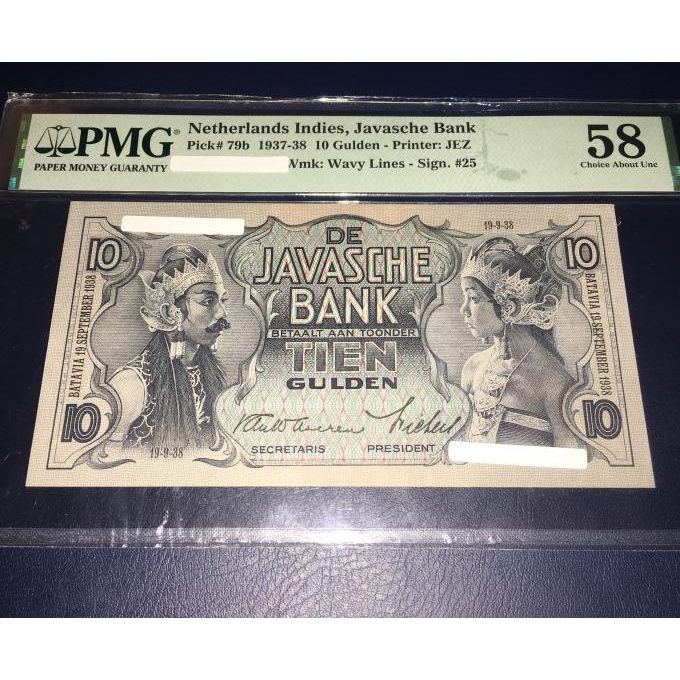 PMG®
PAPER MONEY GUARANTY
Netherlands Indies, Javasche Bank
Pick# 79b 1937-38 10 Gulden - Printer: JEZ
Wmk: Wavy Lines - Sign. #25
58
Choice About Unc
19-9-38
10
10
DE
JAVASCHE
BANK
BETAALT AAN TOONDER
TIEN
GULDEN
BATAVIA 19 SEPTEMBER 1938
BATAVIA 19 SEPTEMBER 1938
10
10
19-9-38
SECRETARIS PRESIDENT